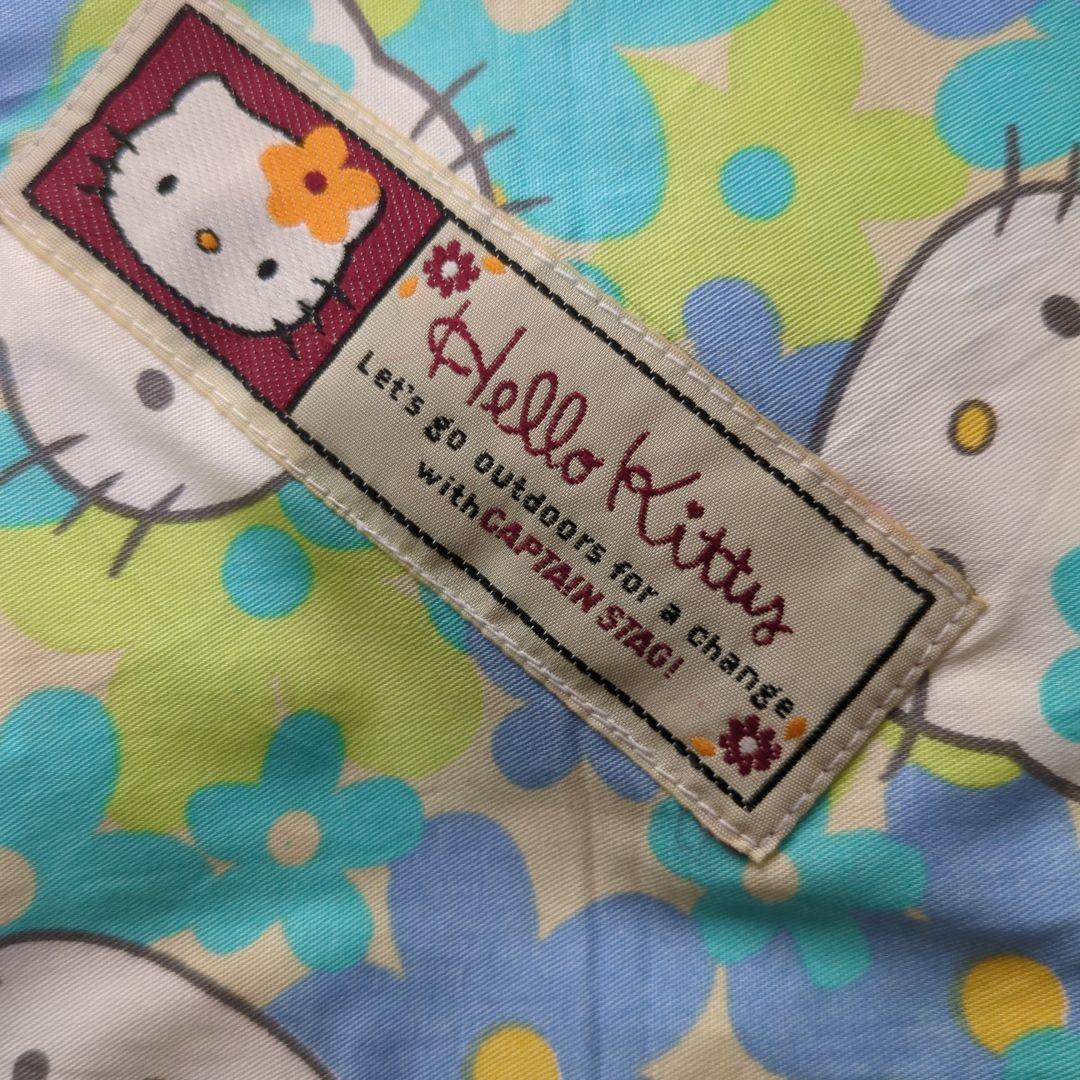 Hello Kitty
Let's go outdoors for a change
with CAPTAIN STAG!